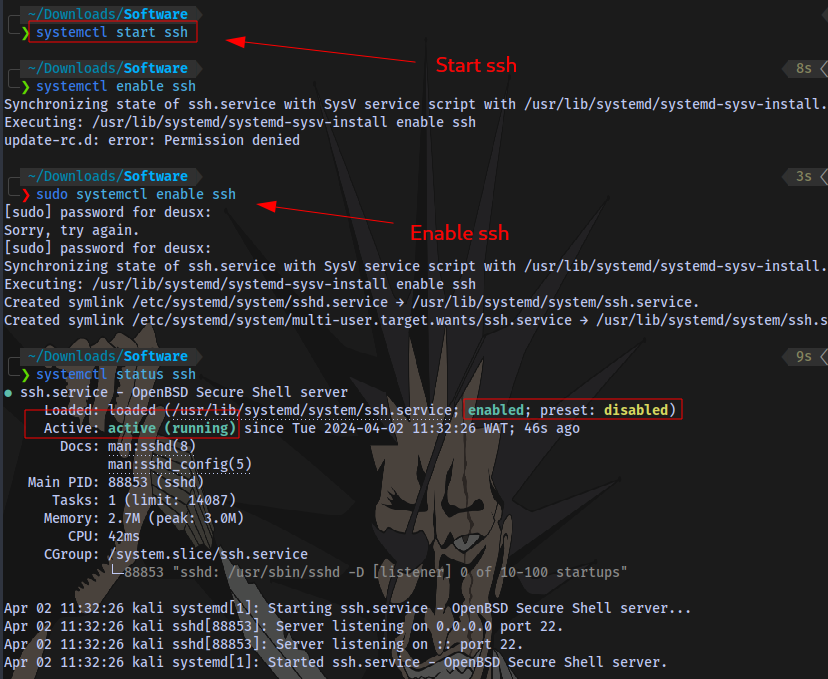 ~/Downloads/Software
❯ systemctl start ssh
Start ssh
~/Downloads/Software 8s
❯ systemctl enable ssh
Synchronizing state of ssh.service with SysV service script with /usr/lib/systemd/systemd-sysv-install.
Executing: /usr/lib/systemd/systemd-sysv-install enable ssh
update-rc.d: error: Permission denied
~/Downloads/Software 3s
❯ sudo systemctl enable ssh
[sudo] password for deusx:
Enable ssh
Sorry, try again.
[sudo] password for deusx:
Synchronizing state of ssh.service with SysV service script with /usr/lib/systemd/systemd-sysv-install.
Executing: /usr/lib/systemd/systemd-sysv-install enable ssh
Created symlink /etc/systemd/system/sshd.service → /usr/lib/systemd/system/ssh.service.
Created symlink /etc/systemd/system/multi-user.target.wants/ssh.service → /usr/lib/systemd/system/ssh.s
~/Downloads/Software 9s
❯ systemctl status ssh
● ssh.service - OpenBSD Secure Shell server
Loaded: loaded (/usr/lib/systemd/system/ssh.service; enabled; preset: disabled)
Active: active (running) since Tue 2024-04-02 11:32:26 WAT; 46s ago
Docs: man:sshd(8)
man:sshd_config(5)
Main PID: 88853 (sshd)
Tasks: 1 (limit: 14087)
Memory: 2.7M (peak: 3.0M)
CPU: 42ms
CGroup: /system.slice/ssh.service
└─88853 "sshd: /usr/sbin/sshd -D [listener] 0 of 10-100 startups"
Apr 02 11:32:26 kali systemd[1]: Starting ssh.service - OpenBSD Secure Shell server...
Apr 02 11:32:26 kali sshd[88853]: Server listening on 0.0.0.0 port 22.
Apr 02 11:32:26 kali sshd[88853]: Server listening on :: port 22.
Apr 02 11:32:26 kali systemd[1]: Started ssh.service - OpenBSD Secure Shell server.